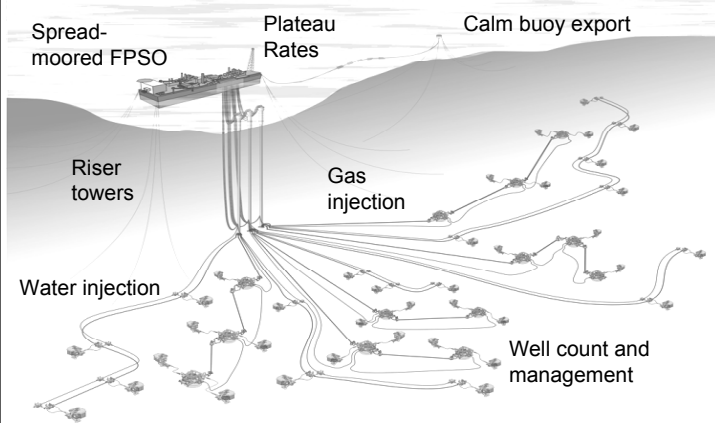 Spread-
moored FPSO
Plateau
Rates
Calm buoy export
Riser
towers
Gas
injection
Water injection
Well count and
management